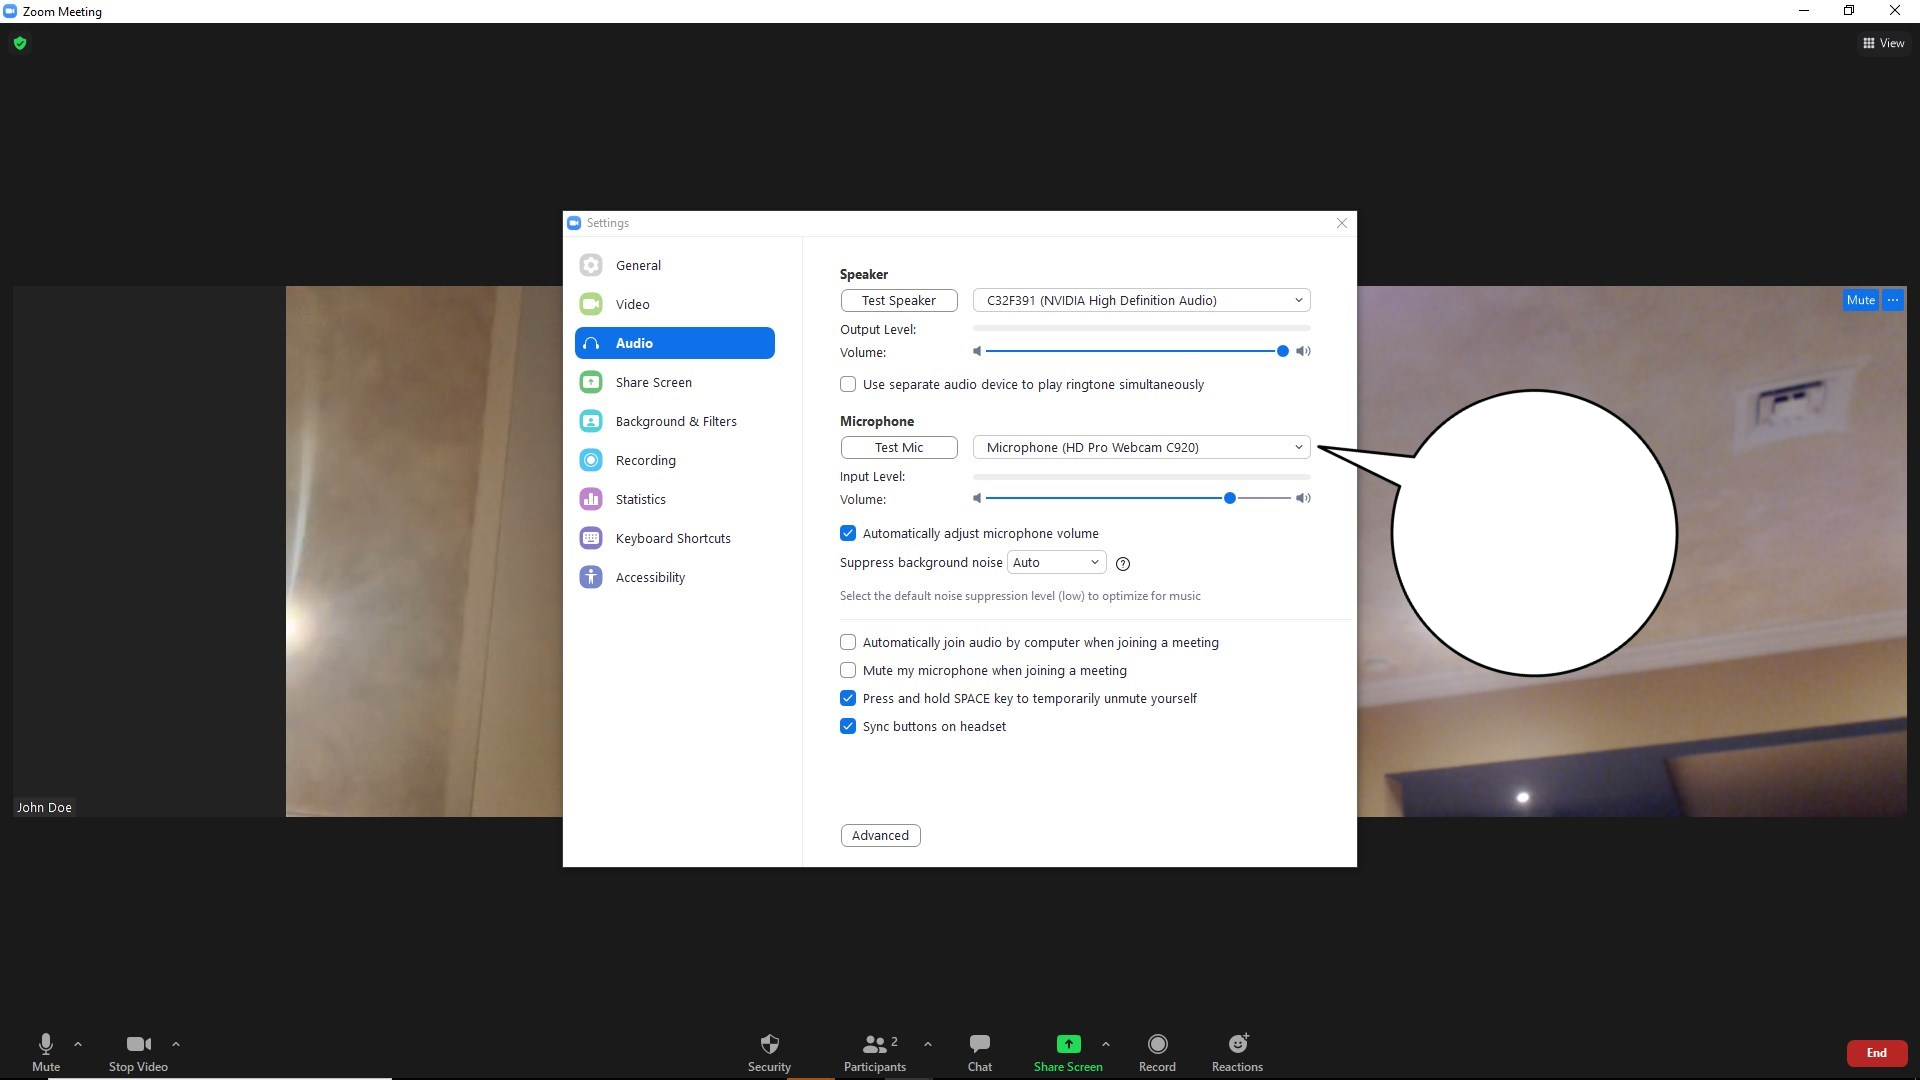 Zoom Meeting
View
Settings
General
Video
Audio
Share Screen
Background & Filters
Recording
Statistics
Keyboard Shortcuts
Accessibility
Speaker
Test Speaker C32F391 (NVIDIA High Definition Audio)
Output Level:
Volume:
Use separate audio device to play ringtone simultaneously
Microphone
Test Mic Microphone (HD Pro Webcam C920)
Input Level:
Volume:
Automatically adjust microphone volume
Suppress background noise Auto ?
Select the default noise suppression level (low) to optimize for music
Automatically join audio by computer when joining a meeting
Mute my microphone when joining a meeting
Press and hold SPACE key to temporarily unmute yourself
Sync buttons on headset
Advanced
Mute ...
John Doe
Mute
Stop Video
Security
2
Participants
Chat
Share Screen
Record
Reactions
End